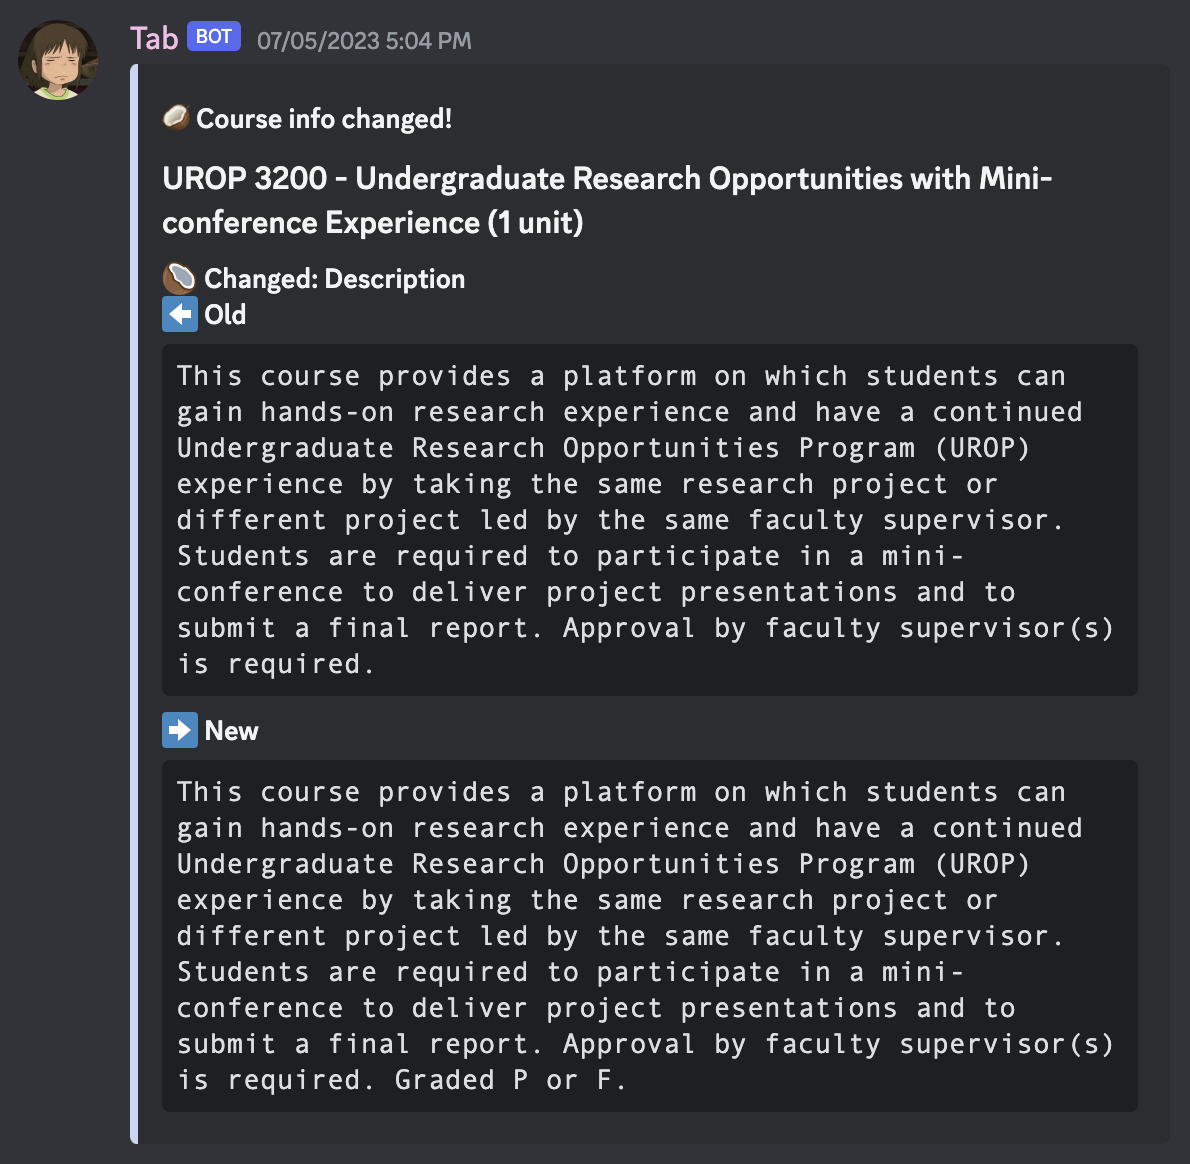 Tab BOT 07/05/2023 5:04 PM
Course info changed!
UROP 3200 - Undergraduate Research Opportunities with Mini-
conference Experience (1 unit)
Changed: Description
Old
This course provides a platform on which students can
gain hands-on research experience and have a continued
Undergraduate Research Opportunities Program (UROP)
experience by taking the same research project or
different project led by the same faculty supervisor.
Students are required to participate in a mini-
conference to deliver project presentations and to
submit a final report. Approval by faculty supervisor(s)
is required.
New
This course provides a platform on which students can
gain hands-on research experience and have a continued
Undergraduate Research Opportunities Program (UROP)
experience by taking the same research project or
different project led by the same faculty supervisor.
Students are required to participate in a mini-
conference to deliver project presentations and to
submit a final report. Approval by faculty supervisor(s)
is required. Graded P or F.